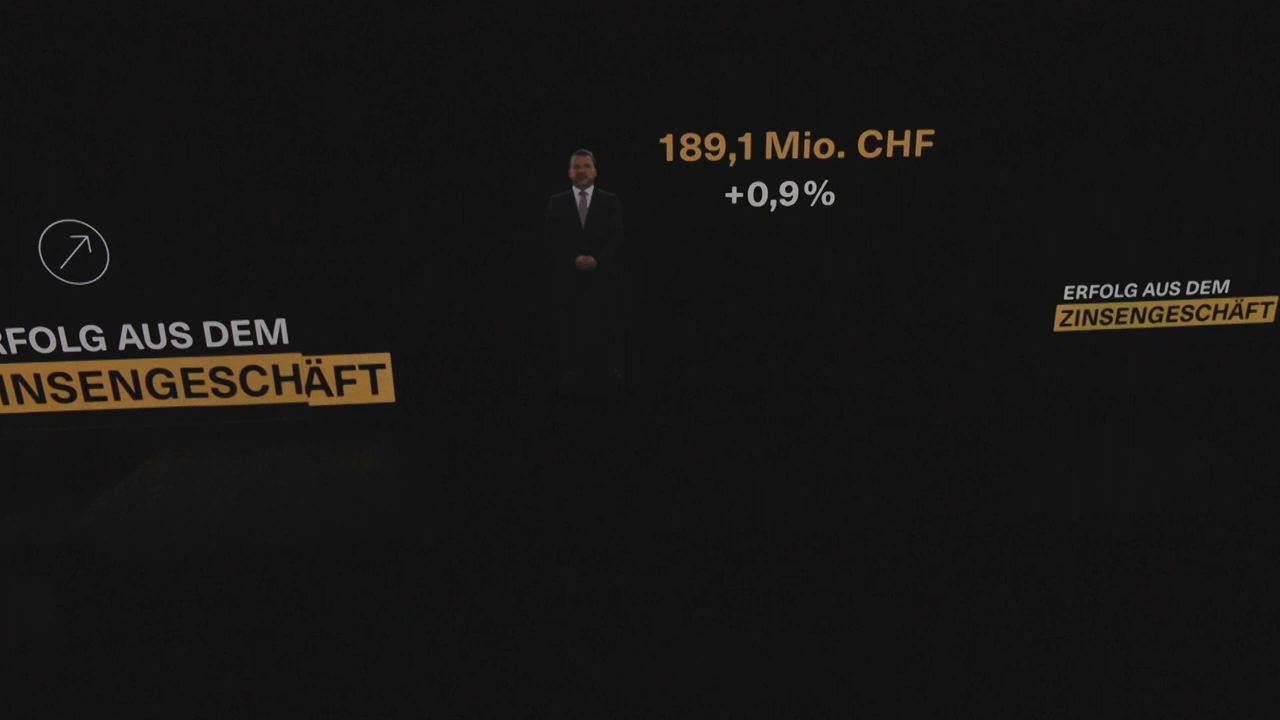 189,1 Mio. CHF
+0,9%
RFOLG AUS DEM
INSENGESCHÄFT
ERFOLG AUS DEM
ZINSENGESCHÄFT